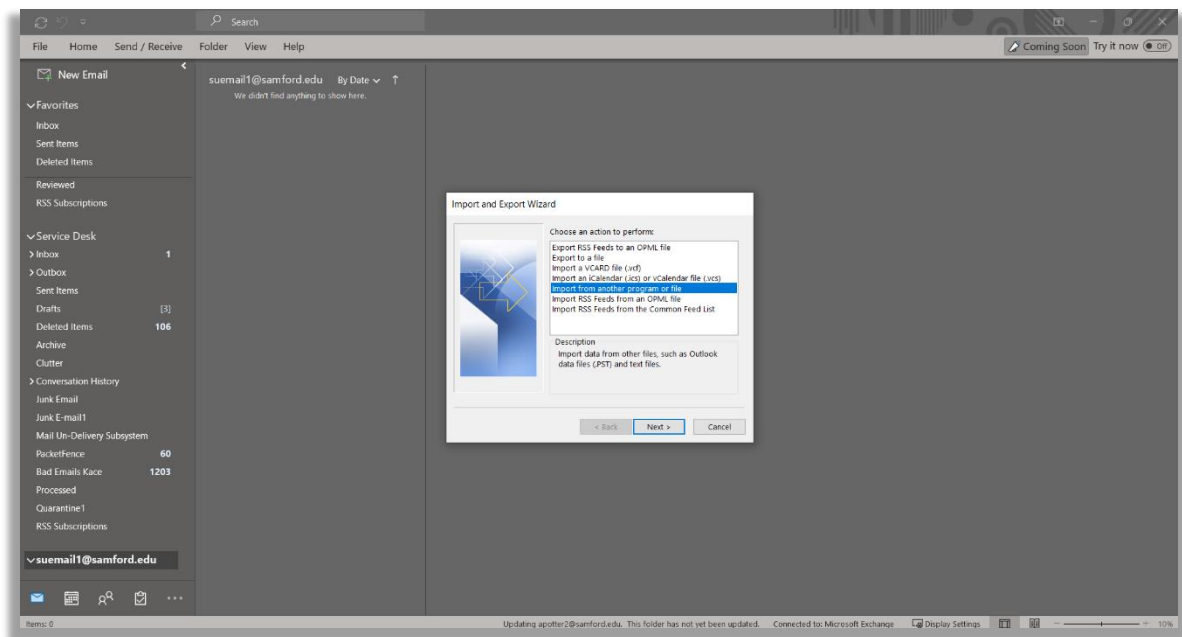 Search
File Home Send / Receive Folder View Help
Coming Soon Try it now Off
New Email
Favorites
Inbox
Sent Items
Deleted Items
Reviewed
RSS Subscriptions
Service Desk
Inbox 1
Outbox
Sent Items
Drafts [3]
Deleted Items 106
Archive
Clutter
Conversation History
Junk Email
Junk E-mail1
Mail Un-Delivery Subsystem
PacketFence 60
Bad Emails Kace 1203
Processed
Quarantine1
RSS Subscriptions
suemail1@samford.edu
suemail1@samford.edu By Date
We didn't find anything to show here.
Import and Export Wizard
Choose an action to perform:
Export RSS Feeds to an OPML file
Export to a file
Import a VCARD file (.vcf)
Import an iCalendar (.ics) or vCalendar file (.vcs)
Import from another program or file
Import RSS Feeds from an OPML file
Import RSS Feeds from the Common Feed List
Description
Import data from other files, such as Outlook
data files (.PST) and text files.
< Back Next > Cancel
Items: 0 Updating apotter2@samford.edu. This folder has not yet been updated. Connected to: Microsoft Exchange Display Settings 10%